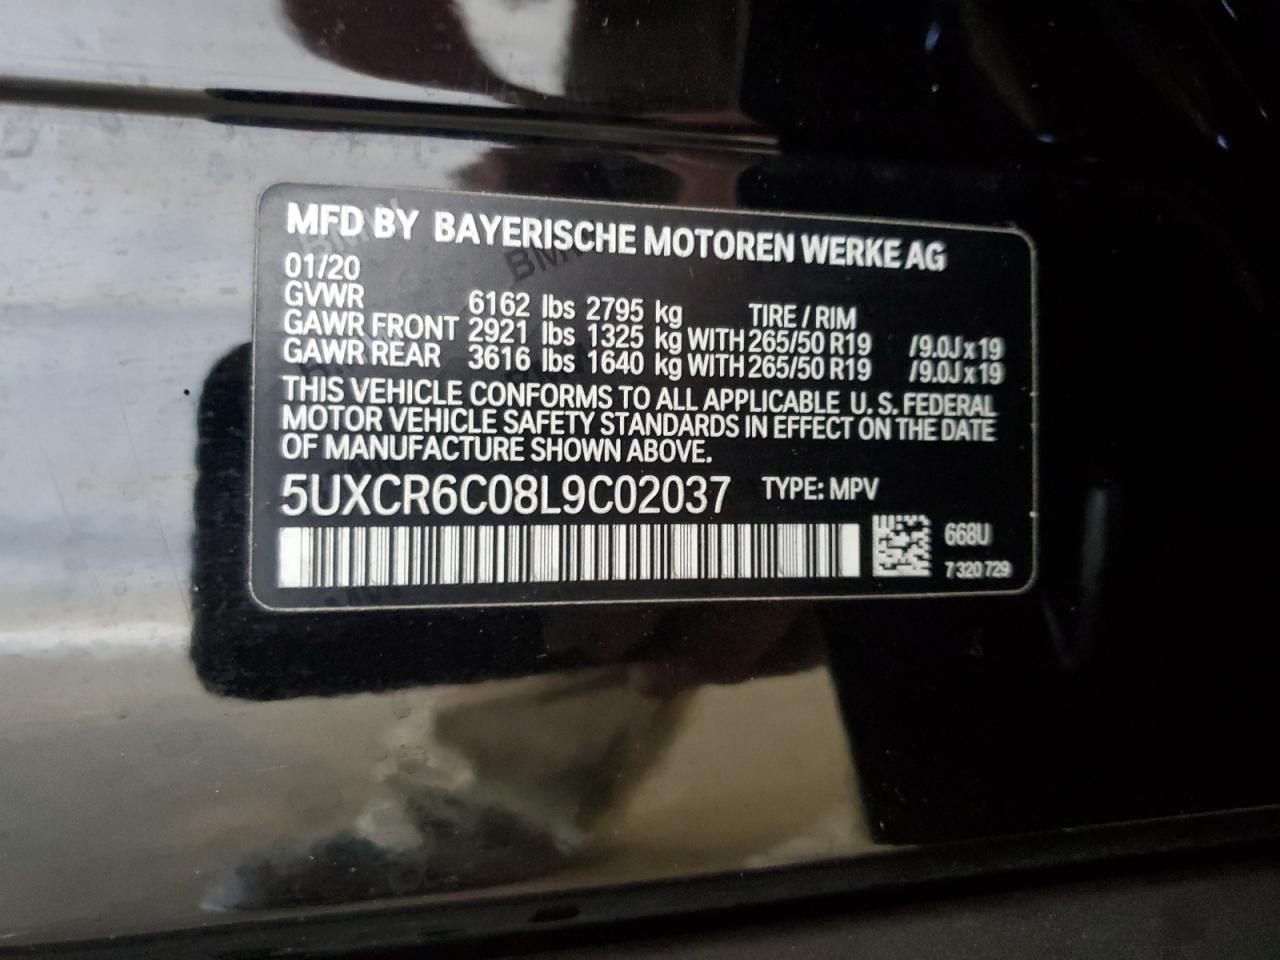 MFD BY BAYERISCHE MOTOREN WERKE AG
01/20
GVWR 6162 lbs 2795 kg TIRE / RIM
GAWR FRONT 2921 lbs 1325 kg WITH 265/50 R19 /9.0J x 19
GAWR REAR 3616 lbs 1640 kg WITH 265/50 R19 /9.0J x 19
THIS VEHICLE CONFORMS TO ALL APPLICABLE U. S. FEDERAL
MOTOR VEHICLE SAFETY STANDARDS IN EFFECT ON THE DATE
OF MANUFACTURE SHOWN ABOVE.
5UXCR6C08L9C02037 TYPE: MPV
668U
7 320 729